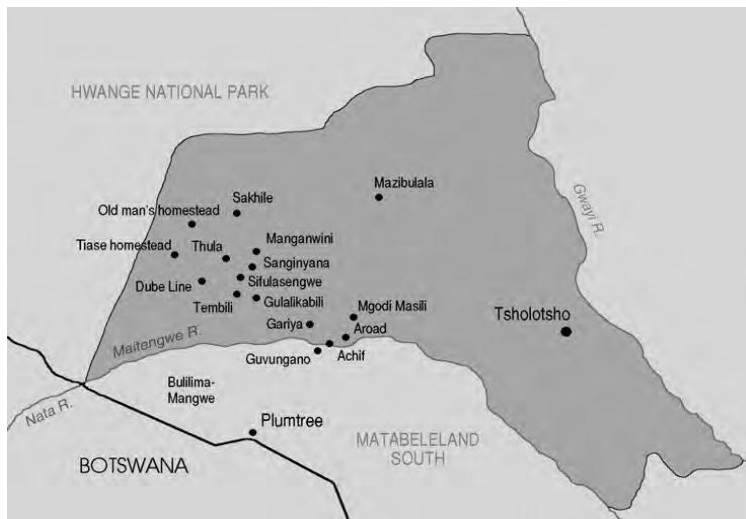 HWANGE NATIONAL PARK
Mazibulala
Sakhile
Old man's homestead
Gwayi R.
Tiase homestead
Thula
Manganwini
Sanginyana
Dube Line
Sifulasengwe
Tembili
Gulalikabili
Mgodi Masili
Tsholotsho
Gariya
Aroad
Maitengwe R.
Guvungano
Achif
Bulilima-
Mangwe
Nata R.
Plumtree
MATABELELAND
SOUTH
BOTSWANA